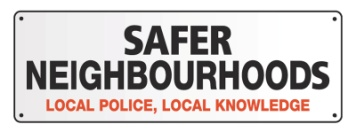 SAFER
NEIGHBOURHOODS
LOCAL POLICE, LOCAL KNOWLEDGE